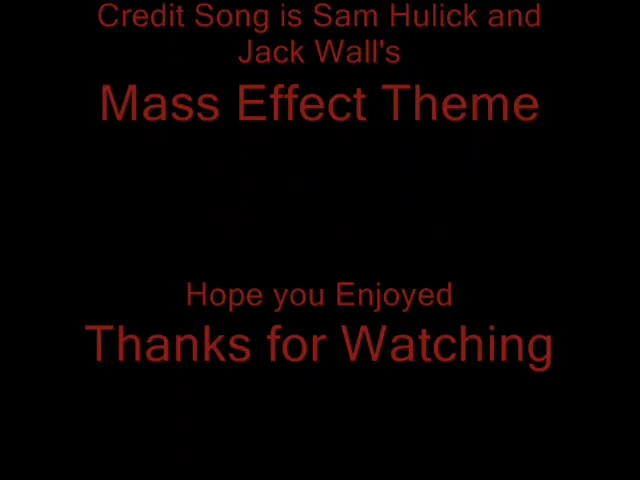 Credit Song is Sam Hulick and
Jack Wall's
Mass Effect Theme
Hope you Enjoyed
Thanks for Watching